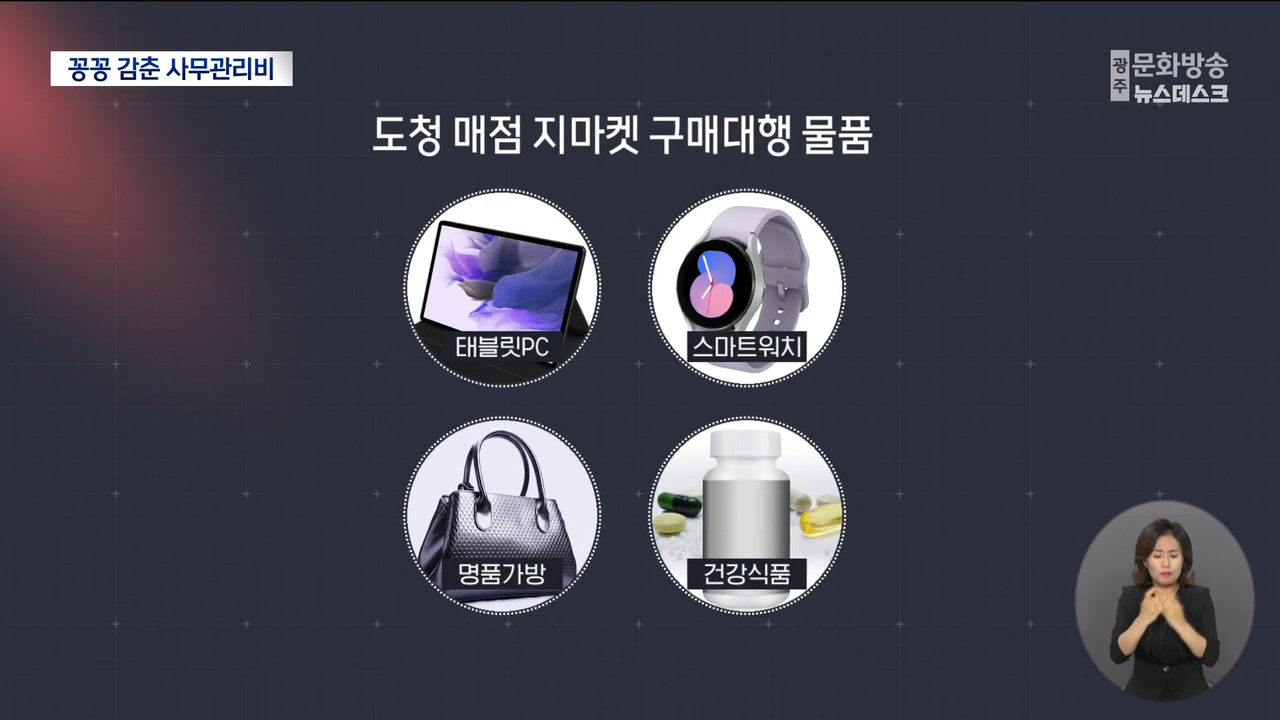 꽁꽁 감춘 사무관리비
광주
문화방송
뉴스데스크
도청 매점 지마켓 구매대행 물품
태블릿PC
스마트워치
명품가방
건강식품